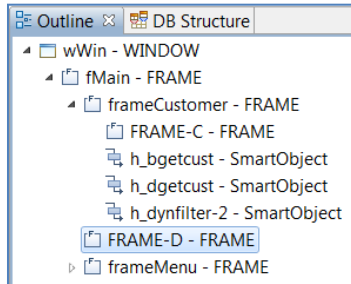 Outline DB Structure
wWin - WINDOW
fMain - FRAME
frameCustomer - FRAME
FRAME-C - FRAME
h_bgetcust - SmartObject
h_dgetcust - SmartObject
h_dynfilter-2 - SmartObject
FRAME-D - FRAME
frameMenu - FRAME